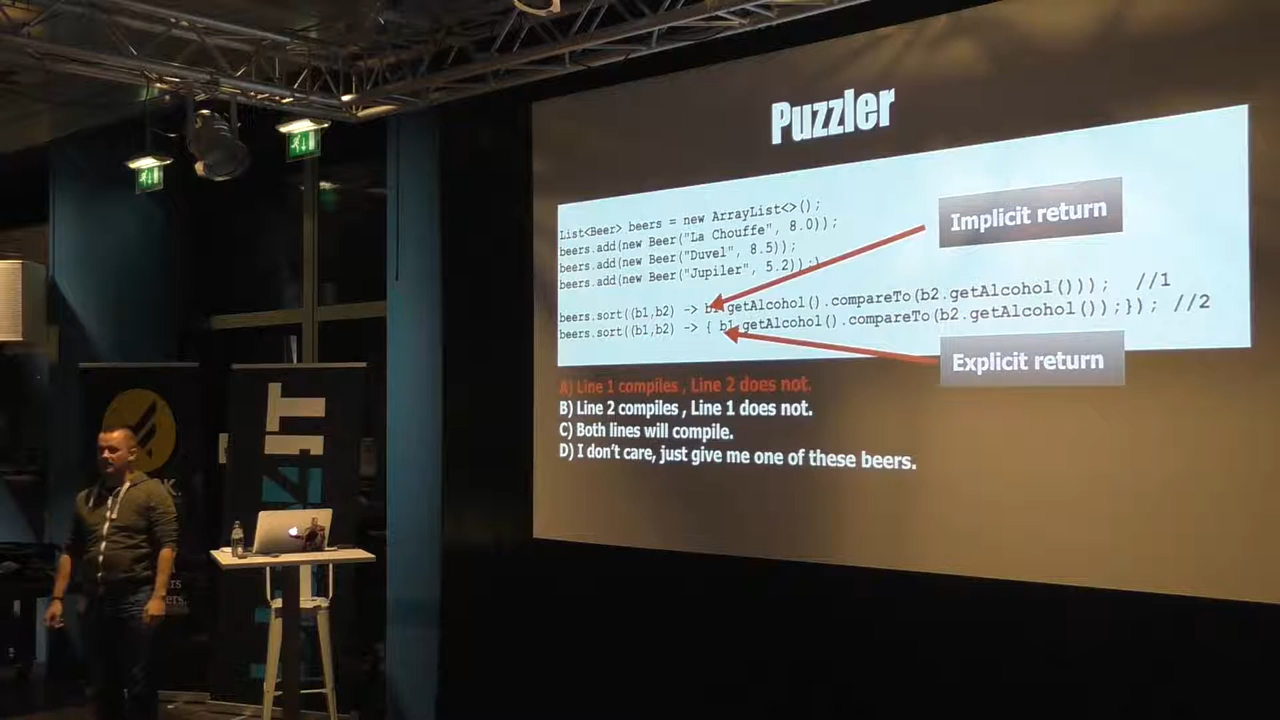 Puzzler
List<Beer> beers = new ArrayList<>();
beers.add(new Beer("La Chouffe", 8.0));
beers.add(new Beer("Duvel", 8.5));
beers.add(new Beer("Jupiler", 5.2));
beers.sort((b1,b2) -> b1.getAlcohol().compareTo(b2.getAlcohol())); //1
beers.sort((b1,b2) -> { b1.getAlcohol().compareTo(b2.getAlcohol());}); //2
Implicit return
Explicit return
A) Line 1 compiles , Line 2 does not.
B) Line 2 compiles , Line 1 does not.
C) Both lines will compile.
D) I don't care, just give me one of these beers.